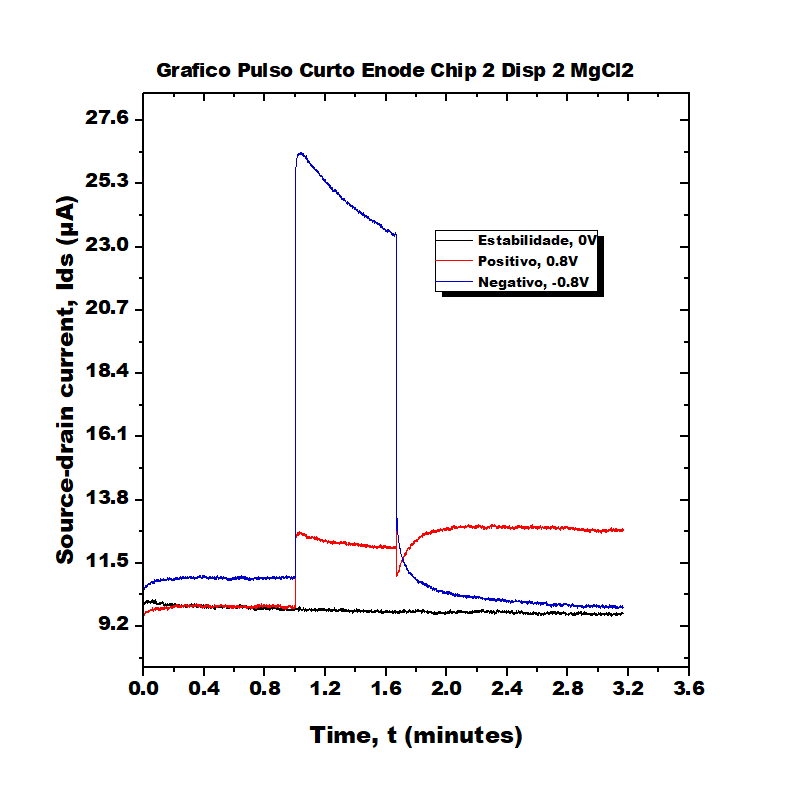 Grafico Pulso Curto Enode Chip 2 Disp 2 MgCl2
27.6
25.3
23.0
20.7
18.4
16.1
13.8
11.5
9.2
Source-drain current, Ids (µA)
Estabilidade, 0V
Positivo, 0.8V
Negativo, -0.8V
0.0 0.4 0.8 1.2 1.6 2.0 2.4 2.8 3.2 3.6
Time, t (minutes)